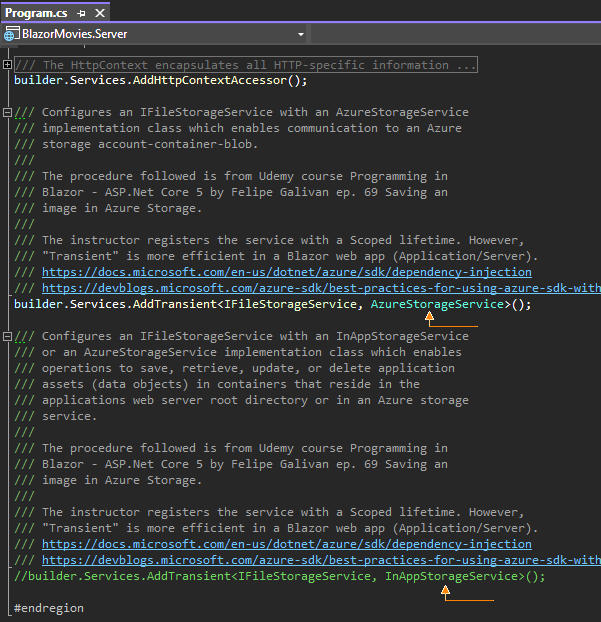 Program.cs
BlazorMovies.Server
/// The HttpContext encapsulates all HTTP-specific information ...
builder.Services.AddHttpContextAccessor();
/// Configures an IFileStorageService with an AzureStorageService
/// implementation class which enables communication to an Azure
/// storage account-container-blob.
///
/// The procedure followed is from Udemy course Programming in
/// Blazor - ASP.Net Core 5 by Felipe Galivan ep. 69 Saving an
/// image in Azure Storage.
///
/// The instructor registers the service with a Scoped lifetime. However,
/// "Transient" is more efficient in a Blazor web app (Application/Server).
/// https://docs.microsoft.com/en-us/dotnet/azure/sdk/dependency-injection
/// https://devblogs.microsoft.com/azure-sdk/best-practices-for-using-azure-sdk-with
builder.Services.AddTransient<IFileStorageService, AzureStorageService>();
/// Configures an IFileStorageService with an InAppStorageService
/// or an AzureStorageService implementation class which enables
/// operations to save, retrieve, update, or delete application
/// assets (data objects) in containers that reside in the
/// applications web server root directory or in an Azure storage
/// service.
///
/// The procedure followed is from Udemy course Programming in
/// Blazor - ASP.Net Core 5 by Felipe Galivan ep. 69 Saving an
/// image in Azure Storage.
///
/// The instructor registers the service with a Scoped lifetime. However,
/// "Transient" is more efficient in a Blazor web app (Application/Server).
/// https://docs.microsoft.com/en-us/dotnet/azure/sdk/dependency-injection
/// https://devblogs.microsoft.com/azure-sdk/best-practices-for-using-azure-sdk-with
//builder.Services.AddTransient<IFileStorageService, InAppStorageService>();
#endregion